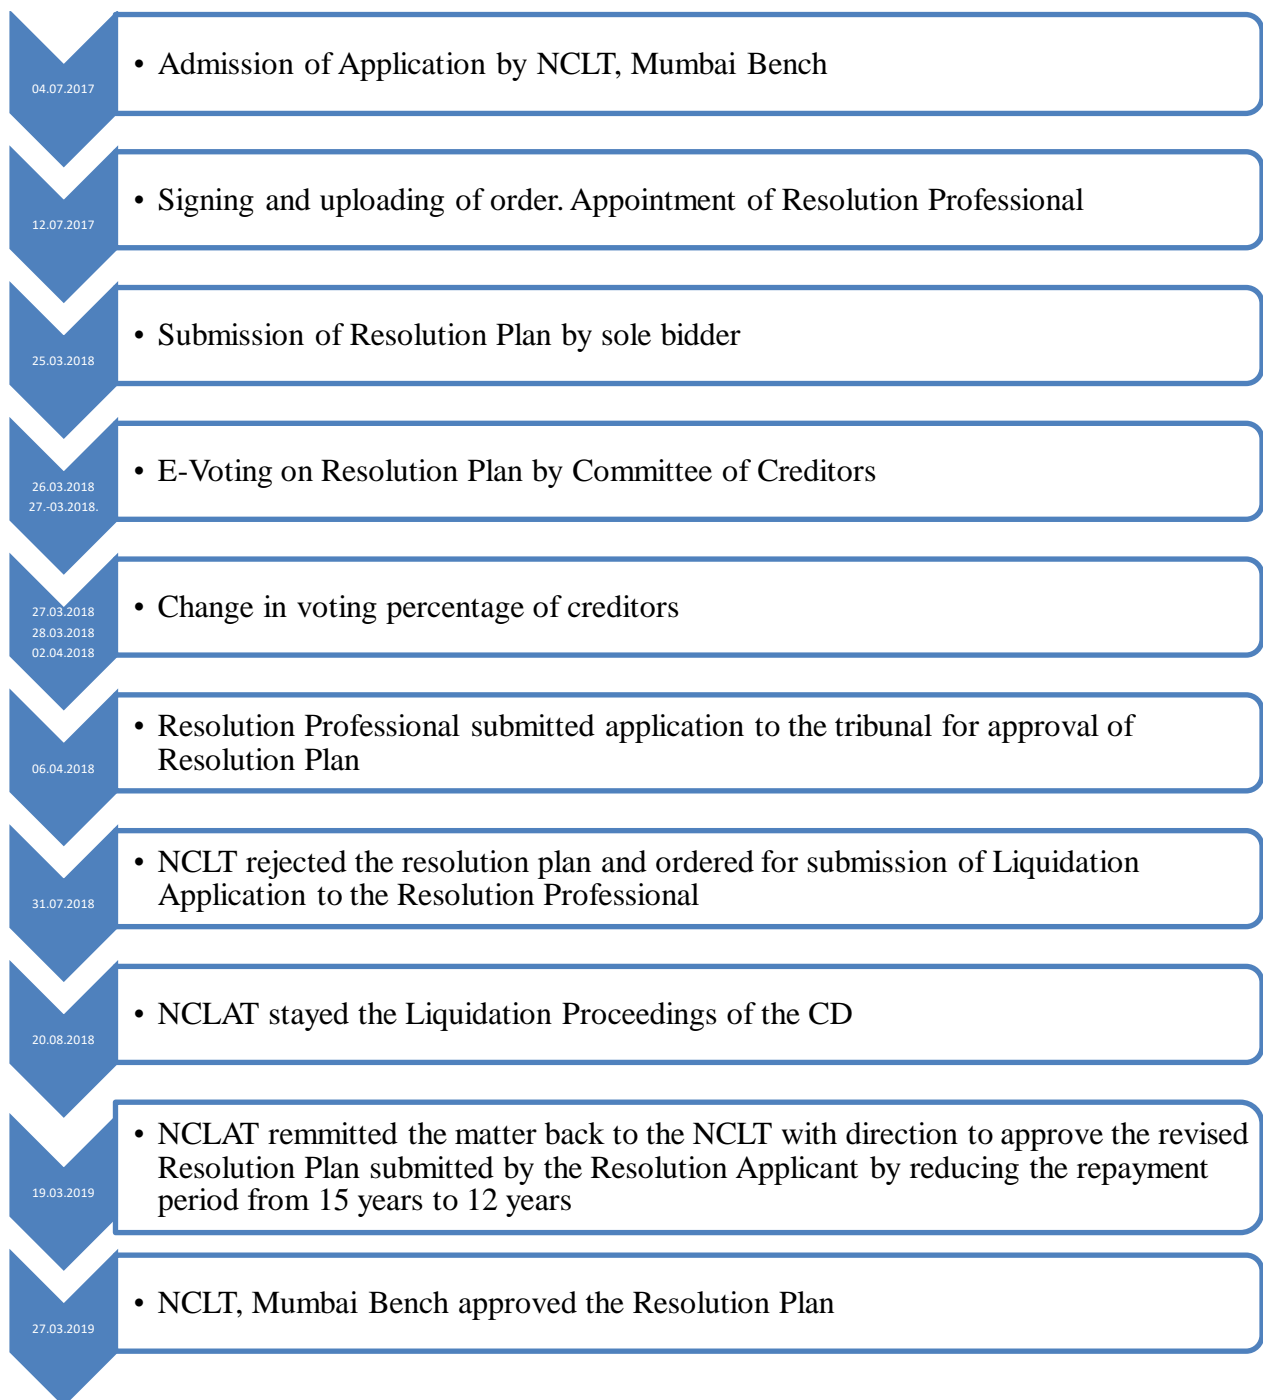 04.07.2017
• Admission of Application by NCLT, Mumbai Bench
12.07.2017
• Signing and uploading of order. Appointment of Resolution Professional
25.03.2018
• Submission of Resolution Plan by sole bidder
26.03.2018
27.-03.2018.
• E-Voting on Resolution Plan by Committee of Creditors
27.03.2018
28.03.2018
02.04.2018
• Change in voting percentage of creditors
06.04.2018
• Resolution Professional submitted application to the tribunal for approval of
Resolution Plan
31.07.2018
• NCLT rejected the resolution plan and ordered for submission of Liquidation
Application to the Resolution Professional
20.08.2018
• NCLAT stayed the Liquidation Proceedings of the CD
19.03.2019
• NCLAT remmitted the matter back to the NCLT with direction to approve the revised
Resolution Plan submitted by the Resolution Applicant by reducing the repayment
period from 15 years to 12 years
27.03.2019
• NCLT, Mumbai Bench approved the Resolution Plan